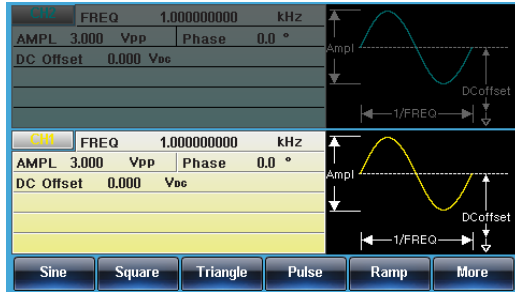 CH2 FREQ 1.000000000 kHz
AMPL 3.000 Vpp Phase 0.0 °
DC Offset 0.000 VDC
Ampl
DCoffset
1/FREQ
CH1 FREQ 1.000000000 kHz
AMPL 3.000 Vpp Phase 0.0 °
DC Offset 0.000 VDC
Ampl
DCoffset
1/FREQ
Sine Square Triangle Pulse Ramp More